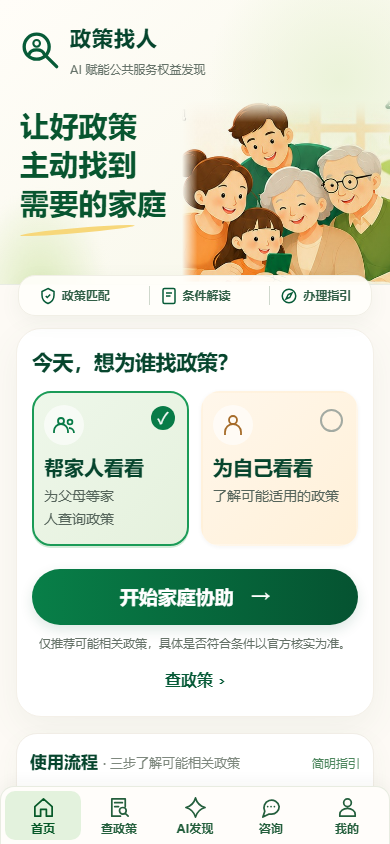 政策找人
AI 赋能公共服务权益发现
让好政策
主动找到
需要的家庭
政策匹配
条件解读
办理指引
今天，想为谁找政策？
帮家人看看
为父母等家
人查询政策
为自己看看
了解可能适用的政策
开始家庭协助 →
仅推荐可能相关政策，具体是否符合条件以官方核实为准。
查政策 ›
使用流程 · 三步了解可能相关政策
简明指引
首页
查政策
AI发现
咨询
我的